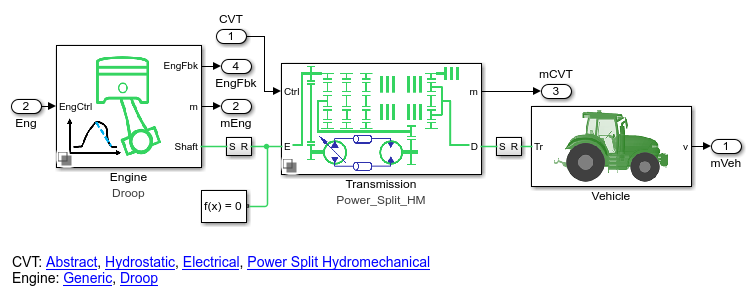 CVT
1
EngFbk
4
EngFbk
mCVT
Ctrl
m
3
2
EngCtrl
m
2
Eng
mEng
Shaft
S R
E
D
S R
Tr
v
1
mVeh
Engine
Droop
Transmission
Power_Split_HM
Vehicle
f(x) = 0
CVT: Abstract, Hydrostatic, Electrical, Power Split Hydromechanical
Engine: Generic, Droop